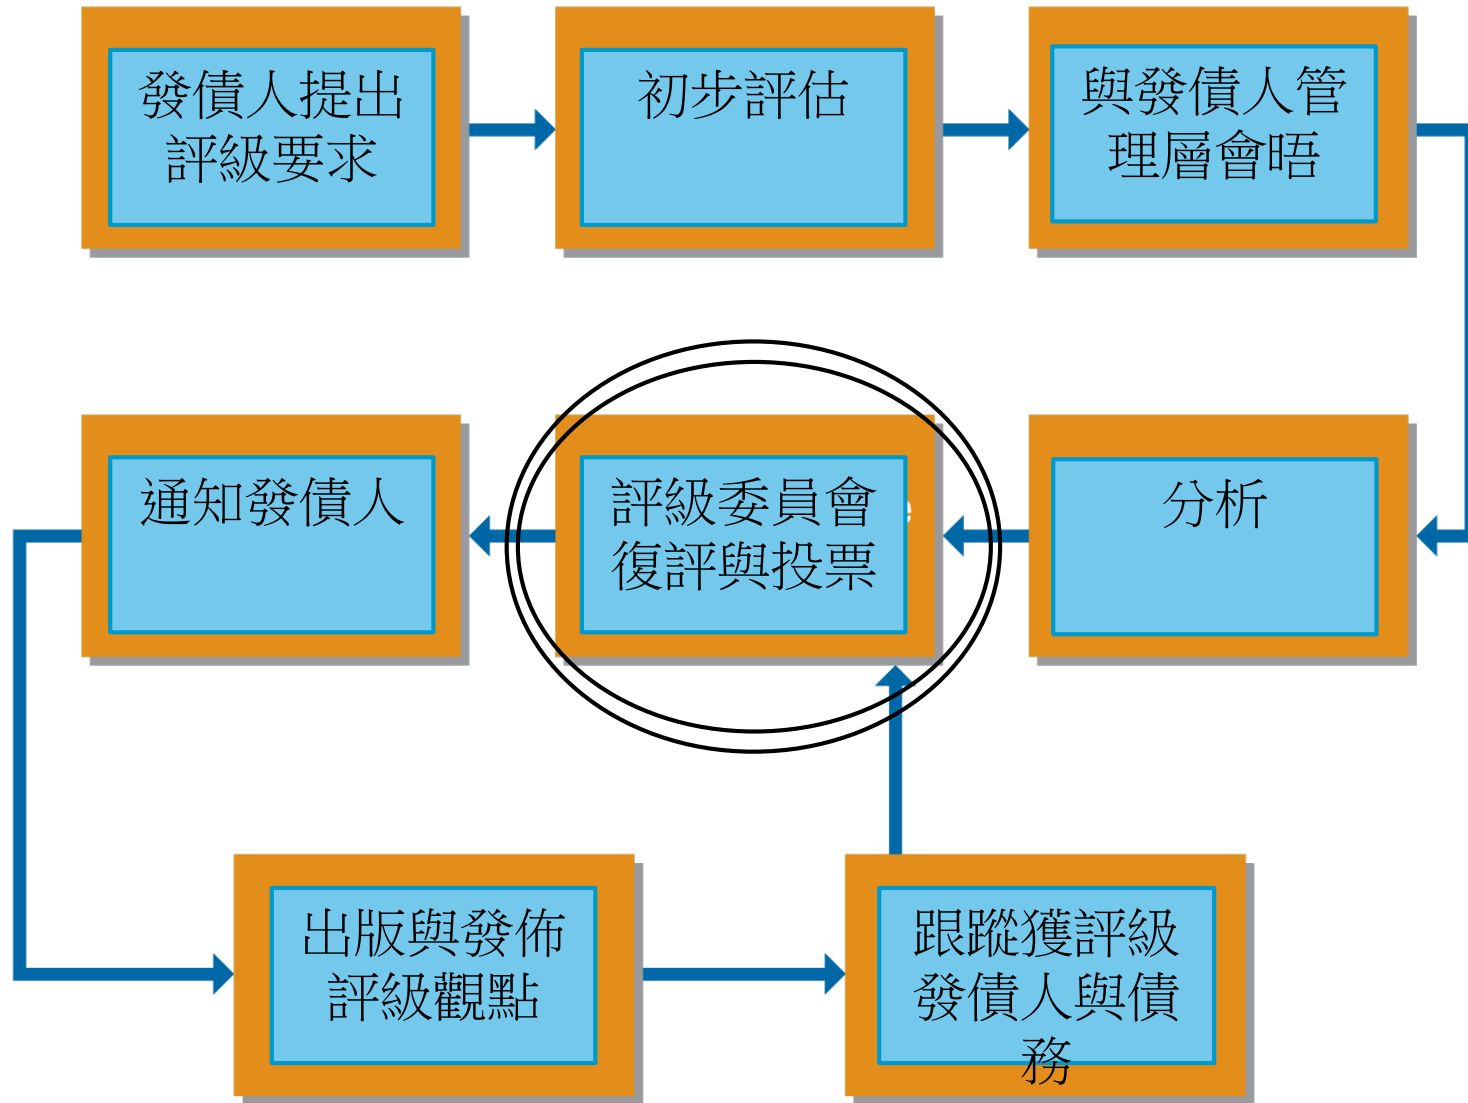 發債人提出
評級要求
初步評估
與發債人管
理層會晤
通知發債人
評級委員會
復評與投票
分析
出版與發佈
評級觀點
跟蹤獲評級
發債人與債
務